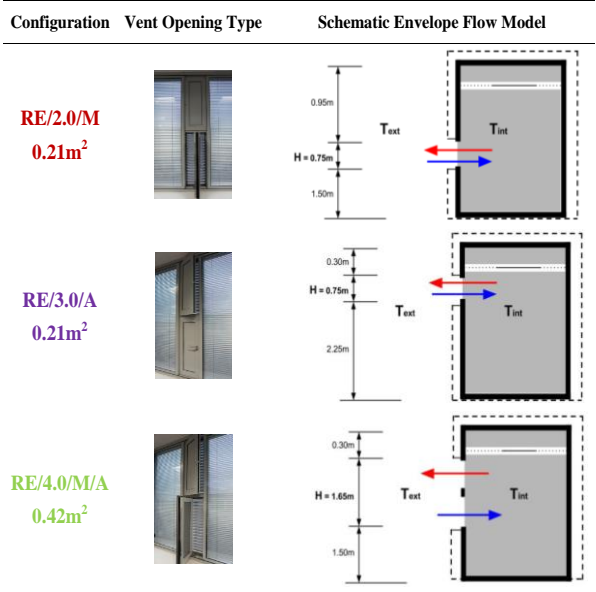 Configuration Vent Opening Type Schematic Envelope Flow Model
RE/2.0/M
0.21m²
0.95m
H = 0.75m
1.50m
Text
Tint
RE/3.0/A
0.21m²
0.30m
H = 0.75m
2.25m
Text
Tint
RE/4.0/M/A
0.42m²
0.30m
H = 1.65m
1.50m
Text
Tint